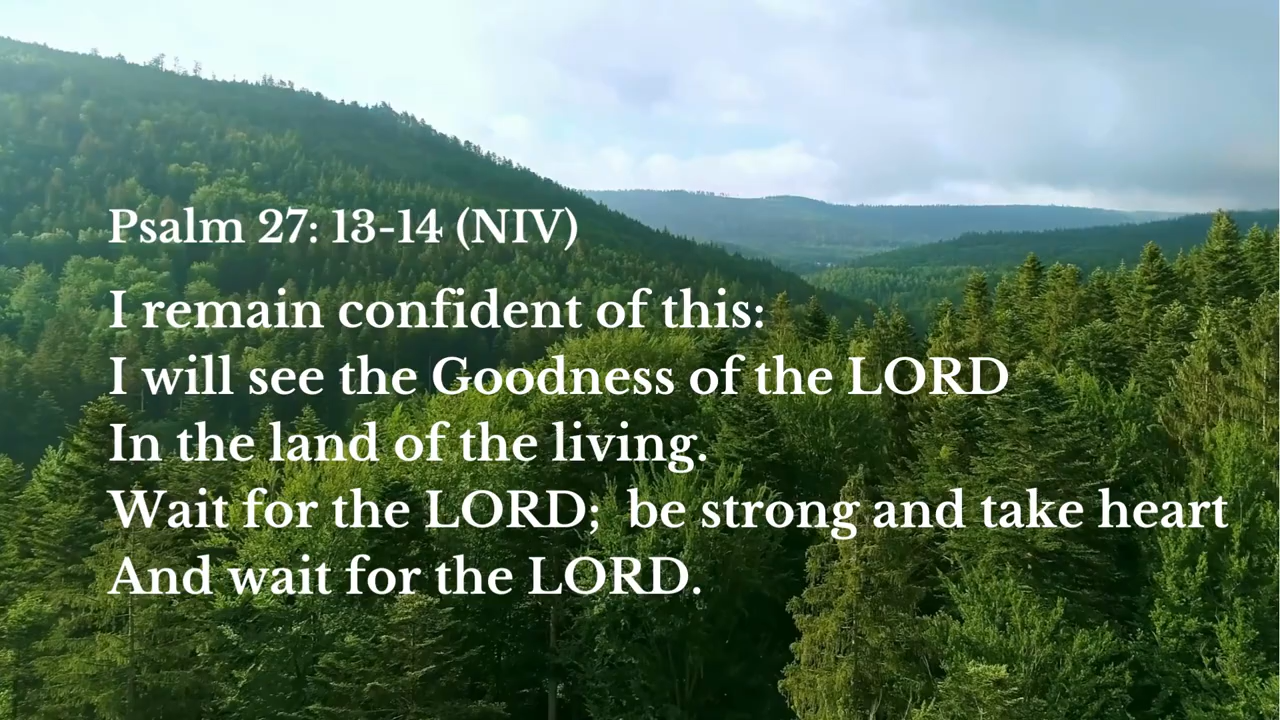 Psalm 27: 13-14 (NIV)
I remain confident of this:
I will see the Goodness of the LORD
In the land of the living.
Wait for the LORD;  be strong and take heart
And wait for the LORD.